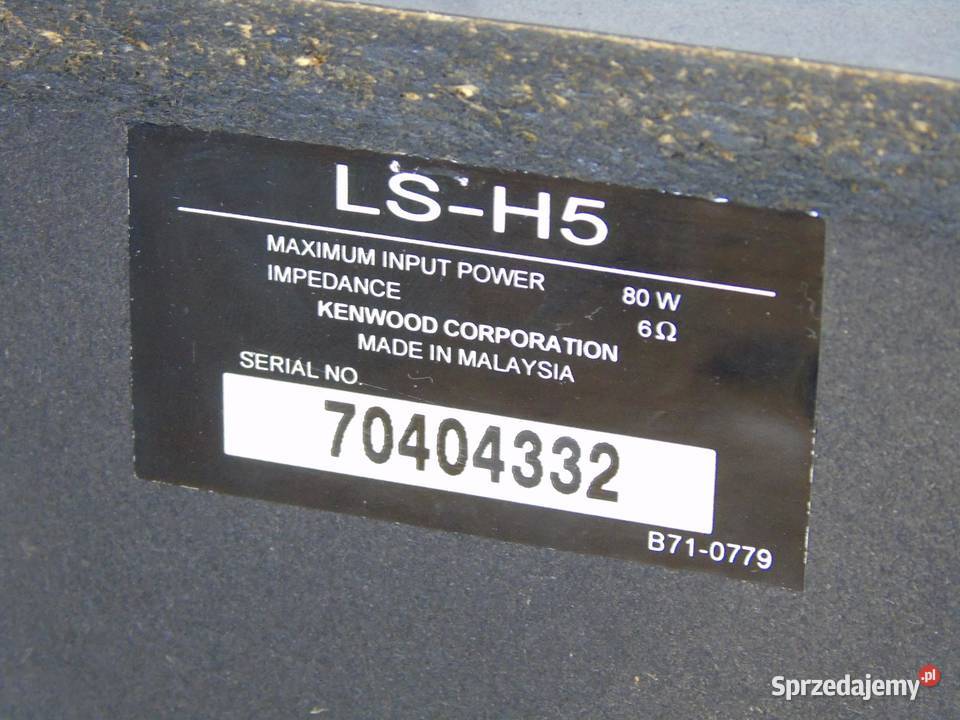 LS-H5
MAXIMUM INPUT POWER 80 W
IMPEDANCE 6Ω
KENWOOD CORPORATION
MADE IN MALAYSIA
SERIAL NO.
70404332
B71-0779
Sprzedajemy.pl